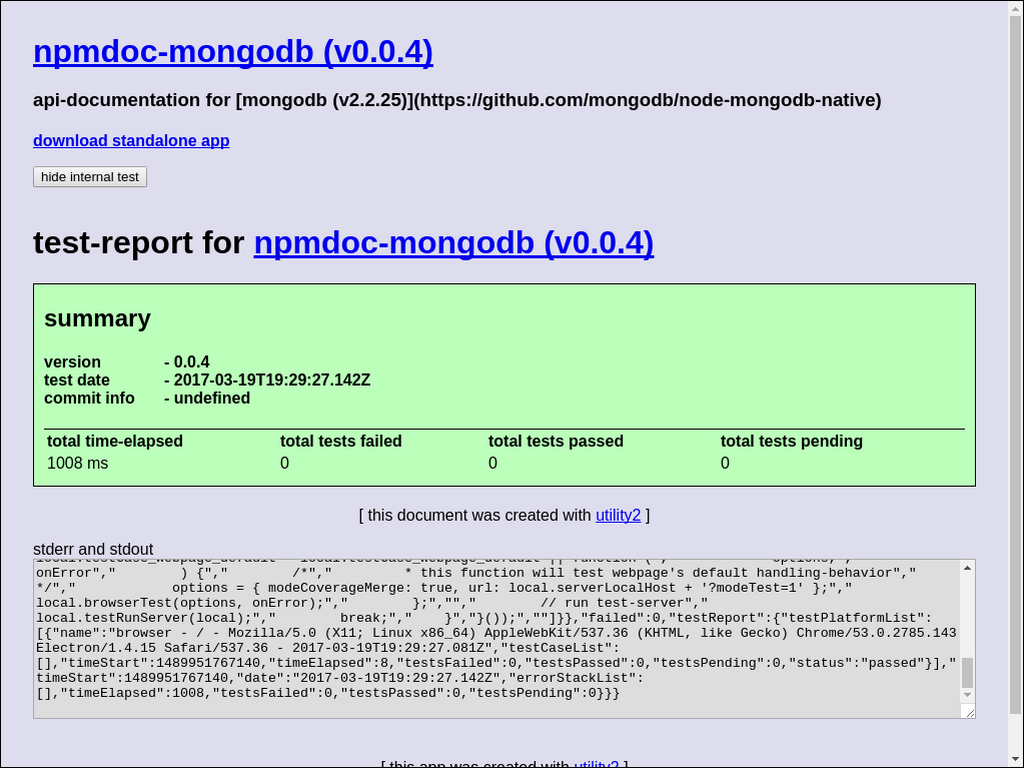 npmdoc-mongodb (v0.0.4)
api-documentation for [mongodb (v2.2.25)](https://github.com/mongodb/node-mongodb-native)
download standalone app
hide internal test
test-report for npmdoc-mongodb (v0.0.4)
summary
version - 0.0.4
test date - 2017-03-19T19:29:27.142Z
commit info - undefined
total time-elapsed total tests failed total tests passed total tests pending
1008 ms 0 0 0
[ this document was created with utility2 ]
stderr and stdout
local.testCase_webpage_default = local.testCase_webpage_default || function (","            options,","
onError","        ) {","        /*","         * this function will test webpage's default handling-behavior","
*/","            options = { modeCoverageMerge: true, url: local.serverLocalHost + '?modeTest=1' };","
local.browserTest(options, onError);","        };","","        // run test-server","
local.testRunServer(local);","        break;","    }","}());",""]}},"failed":0,"testReport":{"testPlatformList":
[{"name":"browser - / - Mozilla/5.0 (X11; Linux x86_64) AppleWebKit/537.36 (KHTML, like Gecko) Chrome/53.0.2785.143
Electron/1.4.15 Safari/537.36 - 2017-03-19T19:29:27.081Z","testCaseList":
[],"timeStart":1489951767140,"timeElapsed":8,"testsFailed":0,"testsPassed":0,"testsPending":0,"status":"passed"}],"
timeStart":1489951767140,"date":"2017-03-19T19:29:27.142Z","errorStackList":
[],"timeElapsed":1008,"testsFailed":0,"testsPassed":0,"testsPending":0}}}
[ this app was created with utility2 ]